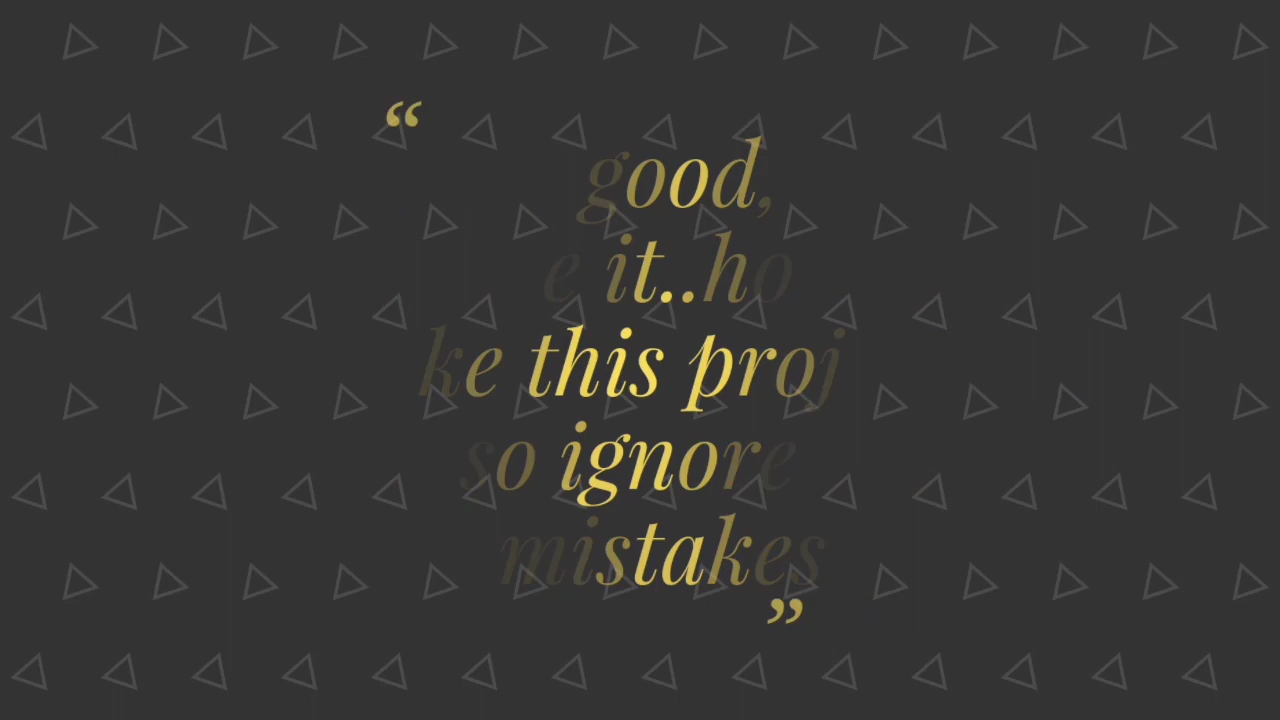 “
good,
e it..ho
ke this proj
so ignore
mistakes
”